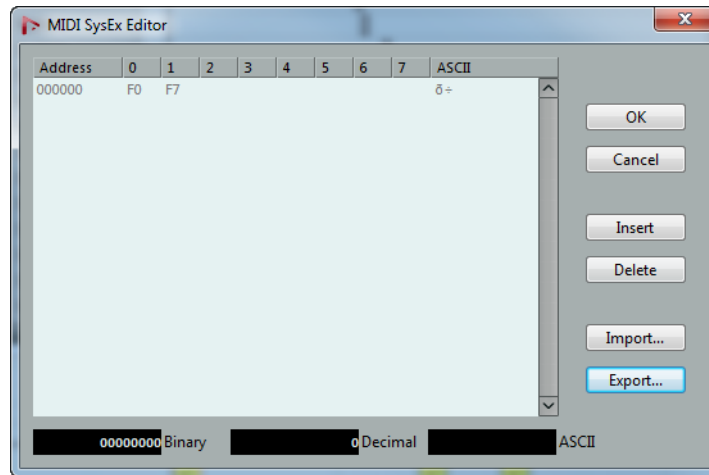 MIDI SysEx Editor
Address 0 1 2 3 4 5 6 7 ASCII
000000 F0 F7 ð÷
OK
Cancel
Insert
Delete
Import...
Export...
00000000 Binary 0 Decimal ASCII